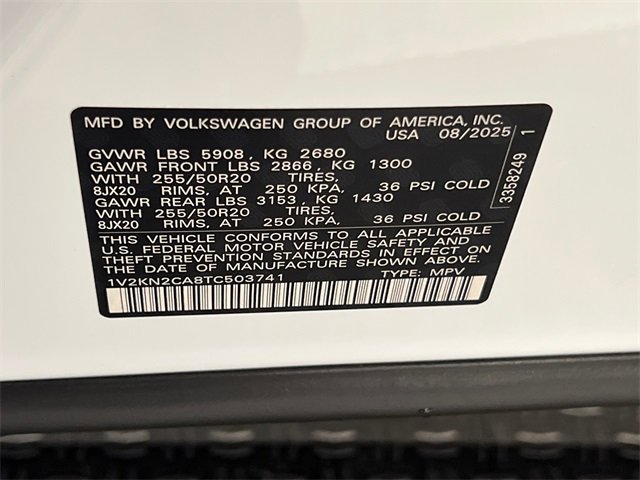 MFD BY VOLKSWAGEN GROUP OF AMERICA, INC.
USA 08/2025
GVWR LBS 5908, KG 2680
GAWR FRONT LBS 2866, KG 1300
WITH 255/50R20 TIRES,
8JX20 RIMS, AT 250 KPA, 36 PSI COLD
GAWR REAR LBS 3153, KG 1430
WITH 255/50R20 TIRES,
8JX20 RIMS, AT 250 KPA, 36 PSI COLD
THIS VEHICLE CONFORMS TO ALL APPLICABLE
U.S. FEDERAL MOTOR VEHICLE SAFETY AND
THEFT PREVENTION STANDARDS IN EFFECT ON
THE DATE OF MANUFACTURE SHOWN ABOVE.
1V2KN2CA8TC503741 TYPE: MPV
3358249 1